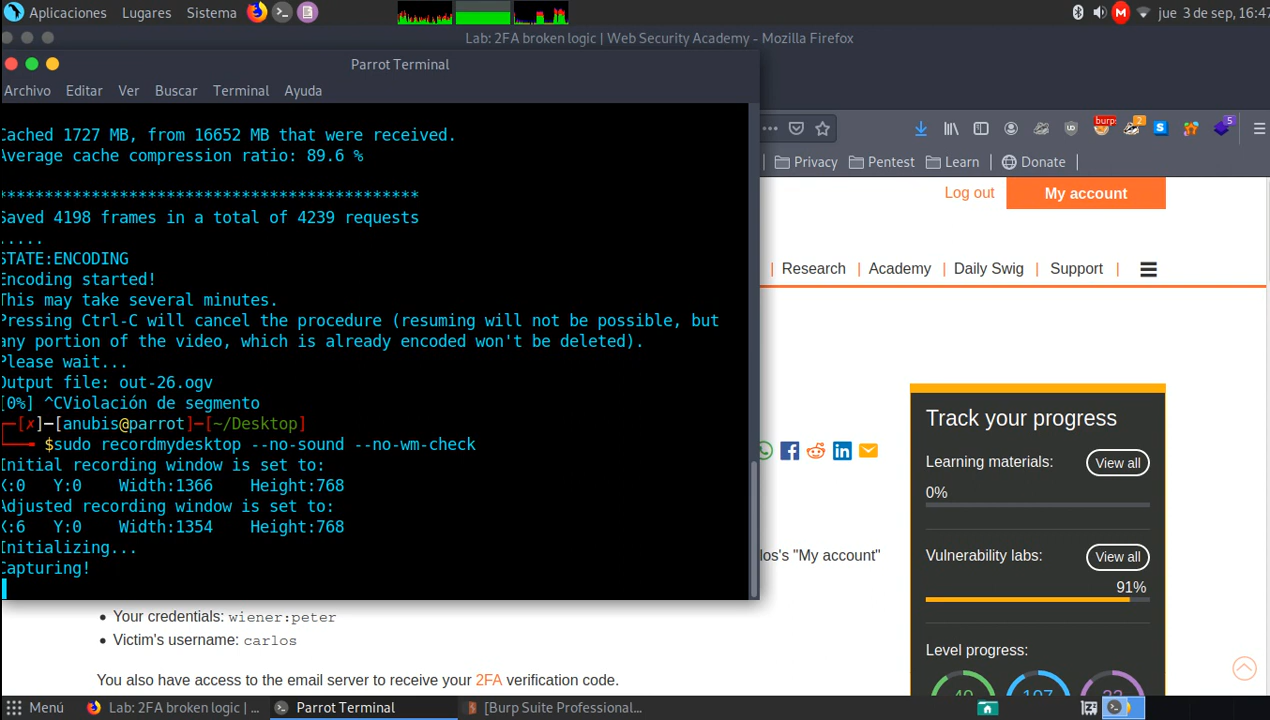 Aplicaciones Lugares Sistema jue 3 de sep, 16:47
Lab: 2FA broken logic | Web Security Academy - Mozilla Firefox
Parrot Terminal
Archivo Editar Ver Buscar Terminal Ayuda
Cached 1727 MB, from 16652 MB that were received.
Average cache compression ratio: 89.6 %
********************************************
Saved 4198 frames in a total of 4239 requests
.....
STATE:ENCODING
Encoding started!
This may take several minutes.
Pressing Ctrl-C will cancel the procedure (resuming will not be possible, but
any portion of the video, which is already encoded won't be deleted).
Please wait...
Output file: out-26.ogv
[0%] ^CViolación de segmento
┌─[✗]─[anubis@parrot]─[~/Desktop]
└──╼ $sudo recordmydesktop --no-sound --no-wm-check
Initial recording window is set to:
X:0 Y:0 Width:1366 Height:768
Adjusted recording window is set to:
X:6 Y:0 Width:1354 Height:768
Initializing...
Capturing!
burp
2
S
5
Privacy Pentest Learn Donate
Log out My account
Research | Academy | Daily Swig | Support |
Track your progress
Learning materials: View all
0%
Vulnerability labs: View all
91%
Level progress:
los's "My account"
Your credentials: wiener:peter
Victim's username: carlos
You also have access to the email server to receive your 2FA verification code.
Menú Lab: 2FA broken logic | ... Parrot Terminal [Burp Suite Professional...